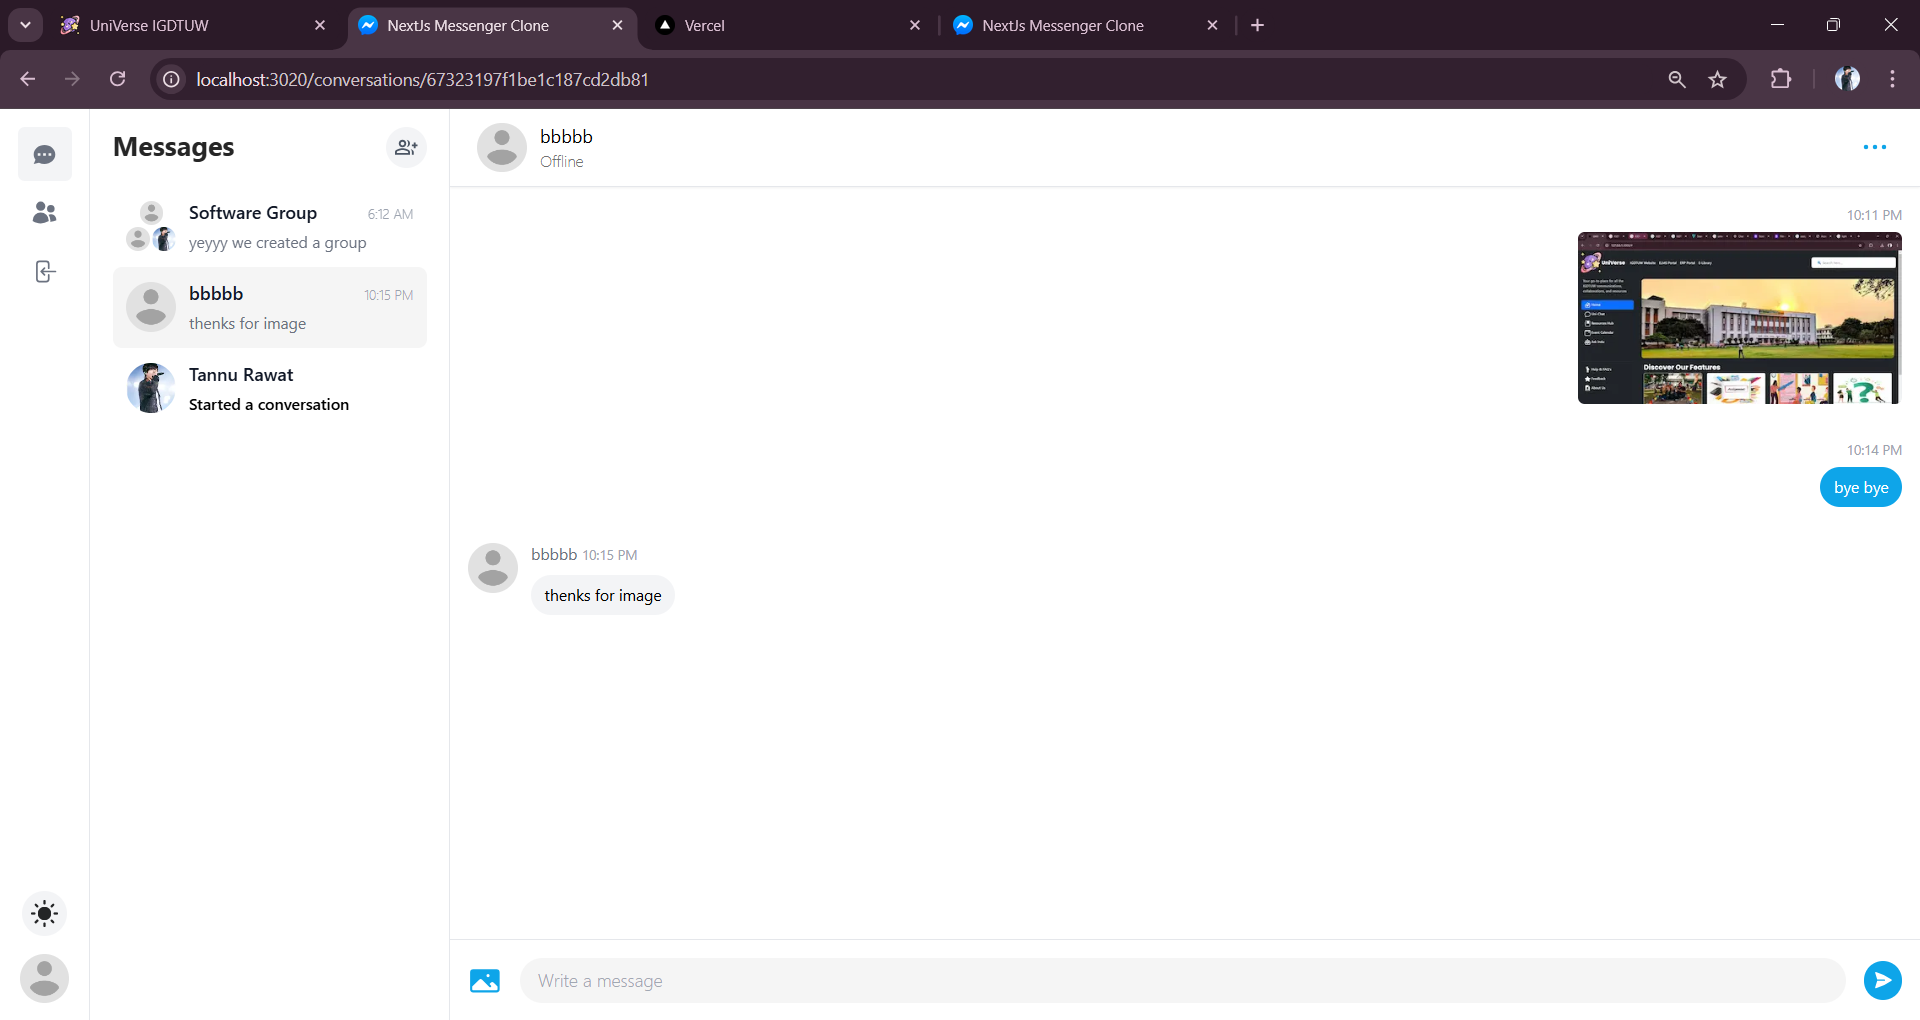 UniVerse IGDTUW
NextJs Messenger Clone
Vercel
NextJs Messenger Clone
localhost:3020/conversations/67323197f1be1c187cd2db81
Messages
Software Group 6:12 AM
yeyyy we created a group
bbbbb 10:15 PM
thenks for image
Tannu Rawat
Started a conversation
bbbbb
Offline
10:11 PM
UniVerse
Discover Our Features
10:14 PM
bye bye
bbbbb 10:15 PM
thenks for image
Write a message